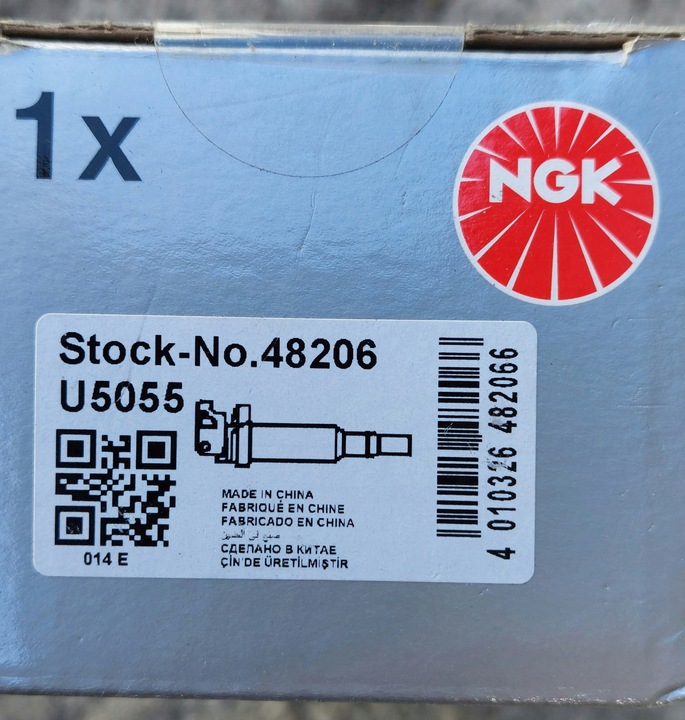 1x
NGK
Stock-No.48206
U5055
014 E
MADE IN CHINA
FABRIQUÉ EN CHINE
FABRICADO EN CHINA
صنع في الصين
СДЕЛАНО В КИТАЕ
ÇİN'DE ÜRETİLMİŞTİR
4 010326 482066